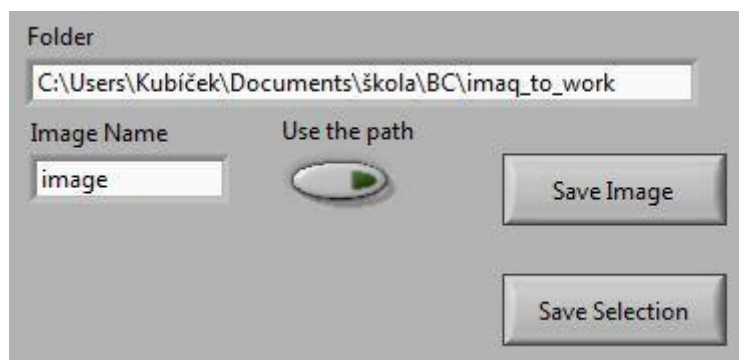 Folder
C:\Users\Kubíček\Documents\škola\BC\imaq_to_work
Image Name
Use the path
image
Save Image
Save Selection